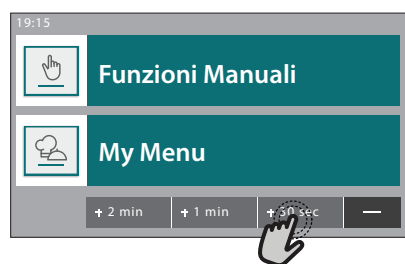 19:15
Funzioni Manuali
My Menu
+ 2 min + 1 min + 30 sec —